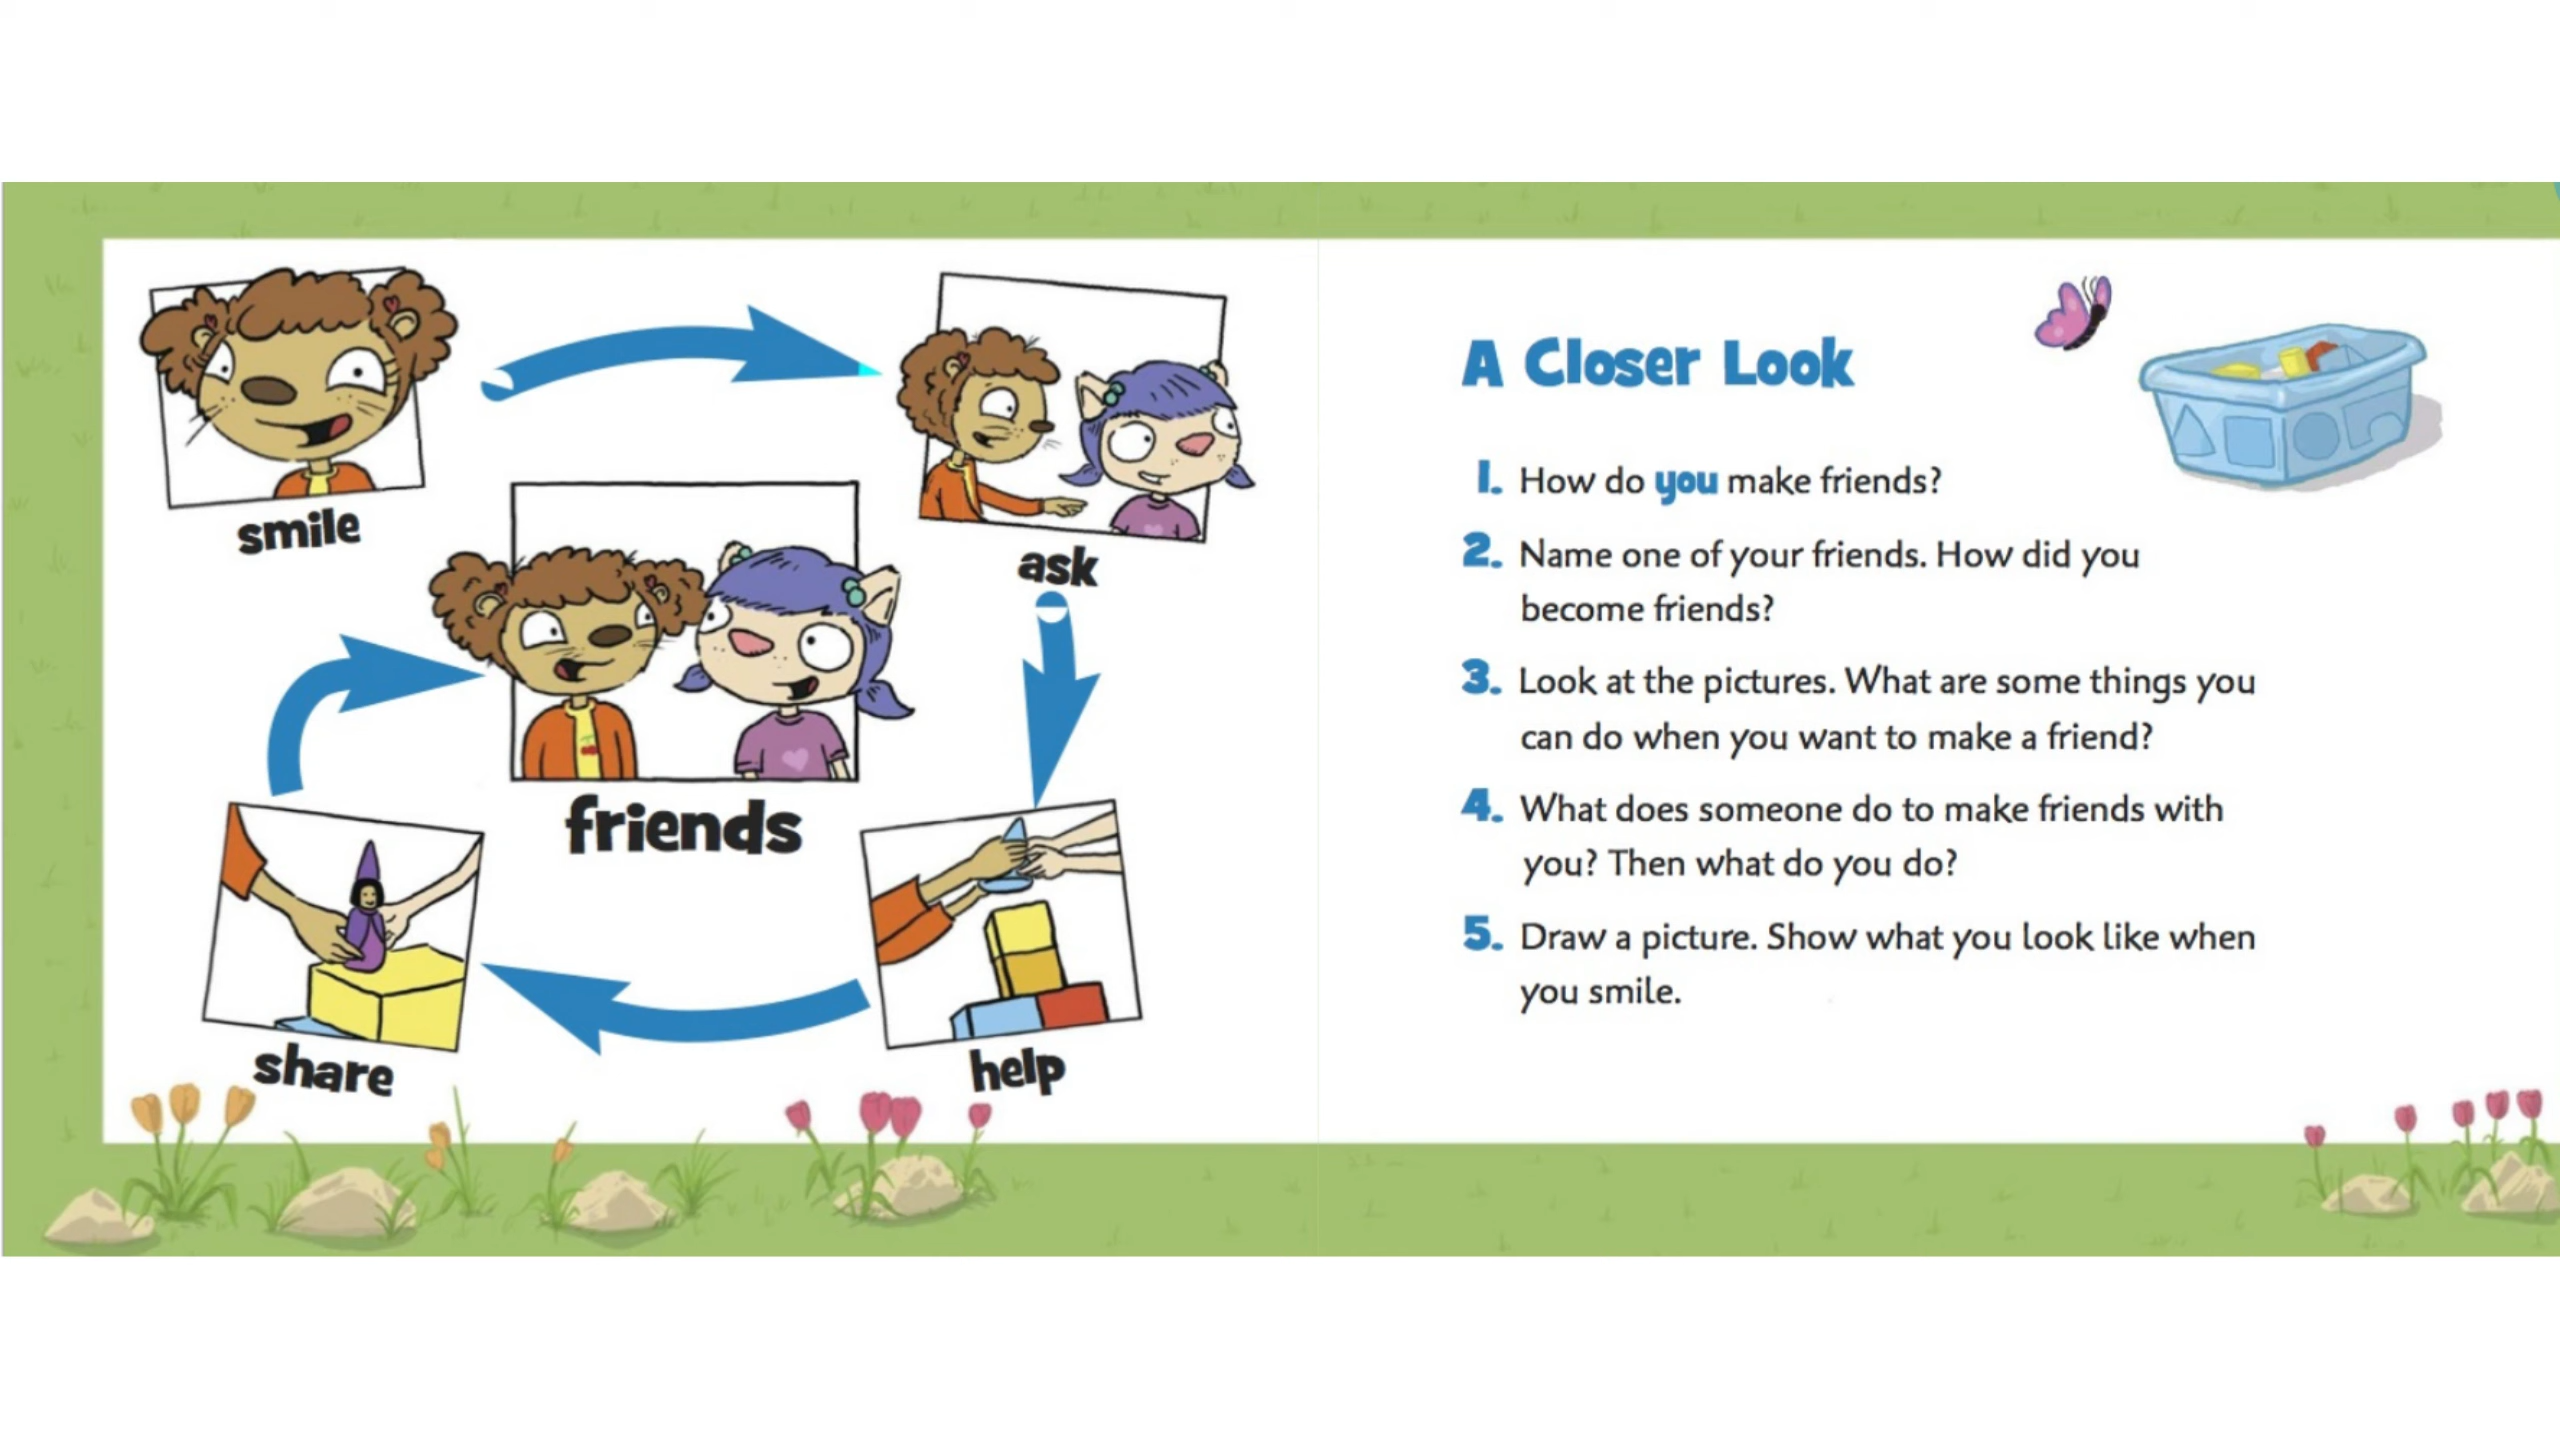 smile
ask
help
share
friends
A Closer Look
1. How do you make friends?
2. Name one of your friends. How did you
become friends?
3. Look at the pictures. What are some things you
can do when you want to make a friend?
4. What does someone do to make friends with
you? Then what do you do?
5. Draw a picture. Show what you look like when
you smile.